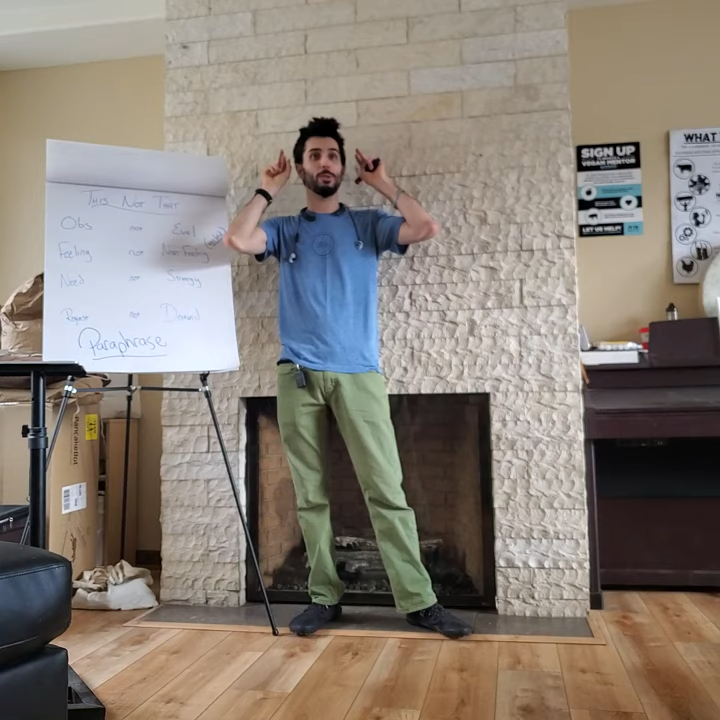 This Not That
Obs not Eval
Feeling not Non-Feeling
Need not Strategy
Request not Demand
Paraphrase
SIGN UP
VEGAN MENTOR
LET US HELP!
WHAT